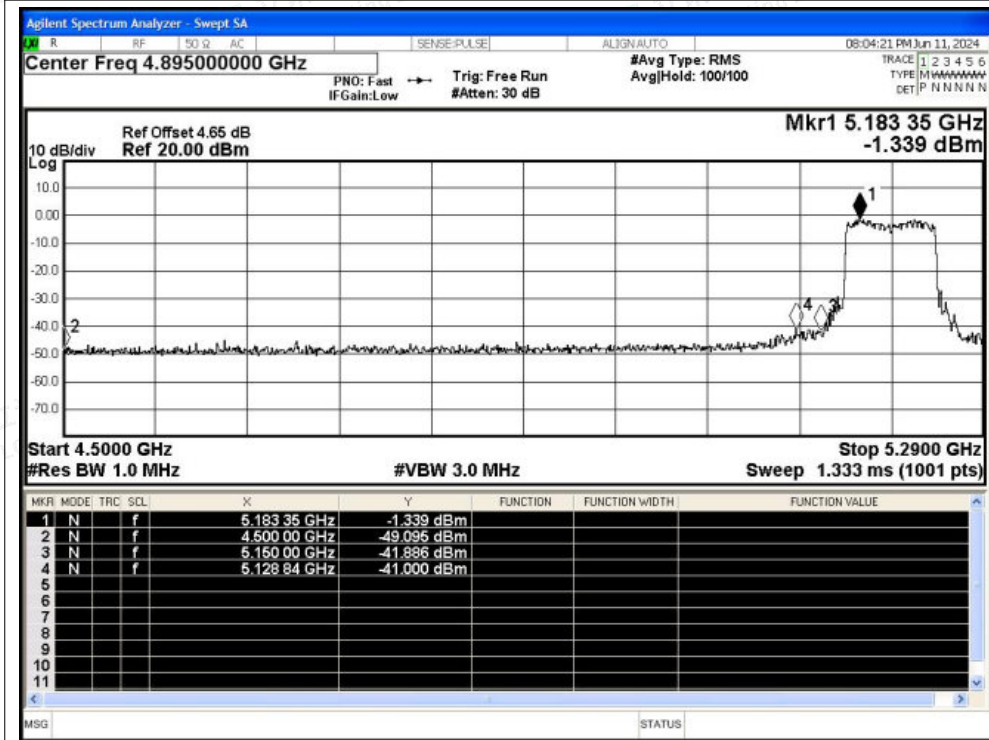 Agilent Spectrum Analyzer - Swept SA
LXI R RF 50 Ω AC SENSE:PULSE ALIGN AUTO 08:04:21 PM Jun 11, 2024
Center Freq 4.895000000 GHz #Avg Type: RMS TRACE 1 2 3 4 5 6
PNO: Fast Trig: Free Run Avg|Hold: 100/100 TYPE M WWWWW
IFGain:Low #Atten: 30 dB DET P N N N N N
Mkr1 5.183 35 GHz
Ref Offset 4.65 dB
10 dB/div Ref 20.00 dBm -1.339 dBm
Log
10.0
1
0.00
-10.0
-20.0
-30.0
4 3
-40.0
2
-50.0
-60.0
-70.0
Start 4.5000 GHz Stop 5.2900 GHz
#Res BW 1.0 MHz #VBW 3.0 MHz Sweep 1.333 ms (1001 pts)
MKR MODE TRC SCL X Y FUNCTION FUNCTION WIDTH FUNCTION VALUE
1 N f 5.183 35 GHz -1.339 dBm
2 N f 4.500 00 GHz -49.095 dBm
3 N f 5.150 00 GHz -41.886 dBm
4 N f 5.128 84 GHz -41.000 dBm
5
6
7
8
9
10
11
MSG STATUS